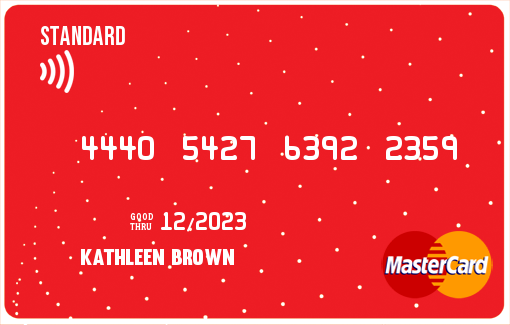 STANDARD
4440 5427 6392 2359
GOOD THRU 12/2023
KATHLEEN BROWN
MasterCard